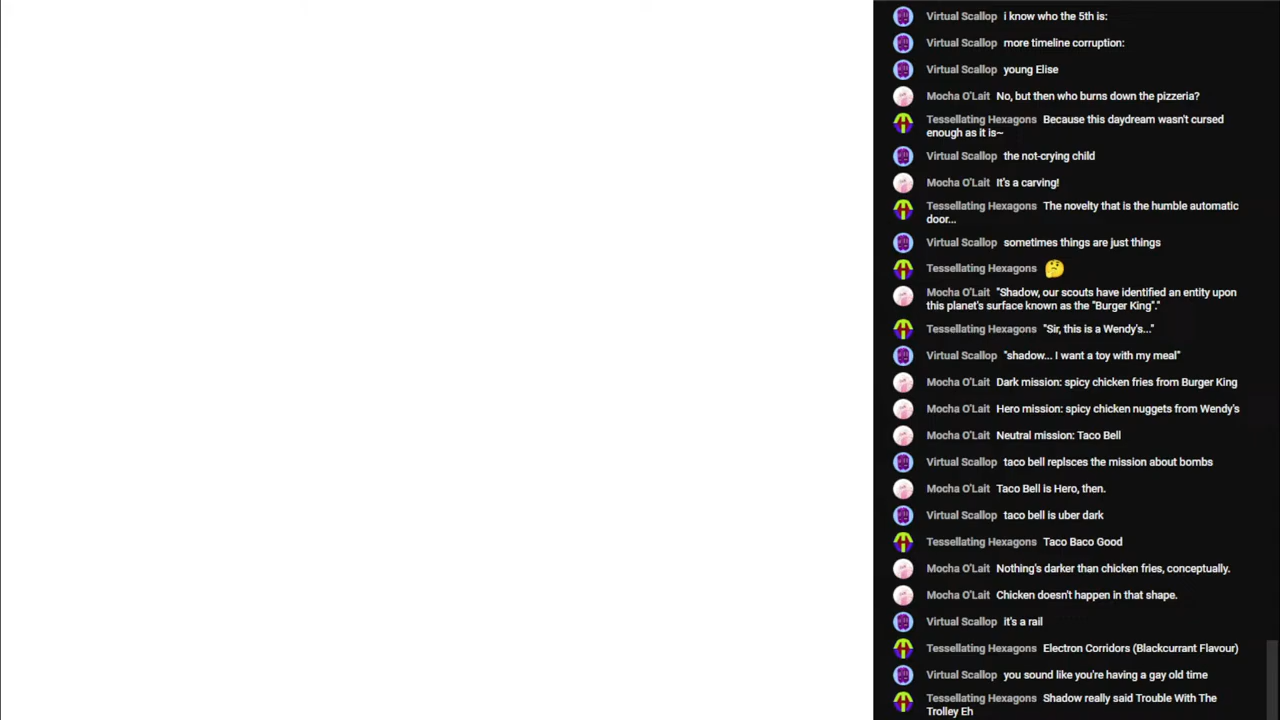 Virtual Scallop i know who the 5th is:
Virtual Scallop more timeline corruption:
Virtual Scallop young Elise
Mocha O'Lait No, but then who burns down the pizzeria?
Tessellating Hexagons Because this daydream wasn't cursed
enough as it is~
Virtual Scallop the not-crying child
Mocha O'Lait It's a carving!
Tessellating Hexagons The novelty that is the humble automatic
door...
Virtual Scallop sometimes things are just things
Tessellating Hexagons 🤔
Mocha O'Lait "Shadow, our scouts have identified an entity upon
this planet's surface known as the "Burger King"."
Tessellating Hexagons "Sir, this is a Wendy's..."
Virtual Scallop "shadow... I want a toy with my meal"
Mocha O'Lait Dark mission: spicy chicken fries from Burger King
Mocha O'Lait Hero mission: spicy chicken nuggets from Wendy's
Mocha O'Lait Neutral mission: Taco Bell
Virtual Scallop taco bell replsces the mission about bombs
Mocha O'Lait Taco Bell is Hero, then.
Virtual Scallop taco bell is uber dark
Tessellating Hexagons Taco Baco Good
Mocha O'Lait Nothing's darker than chicken fries, conceptually.
Mocha O'Lait Chicken doesn't happen in that shape.
Virtual Scallop it's a rail
Tessellating Hexagons Electron Corridors (Blackcurrant Flavour)
Virtual Scallop you sound like you're having a gay old time
Tessellating Hexagons Shadow really said Trouble With The
Trolley Eh